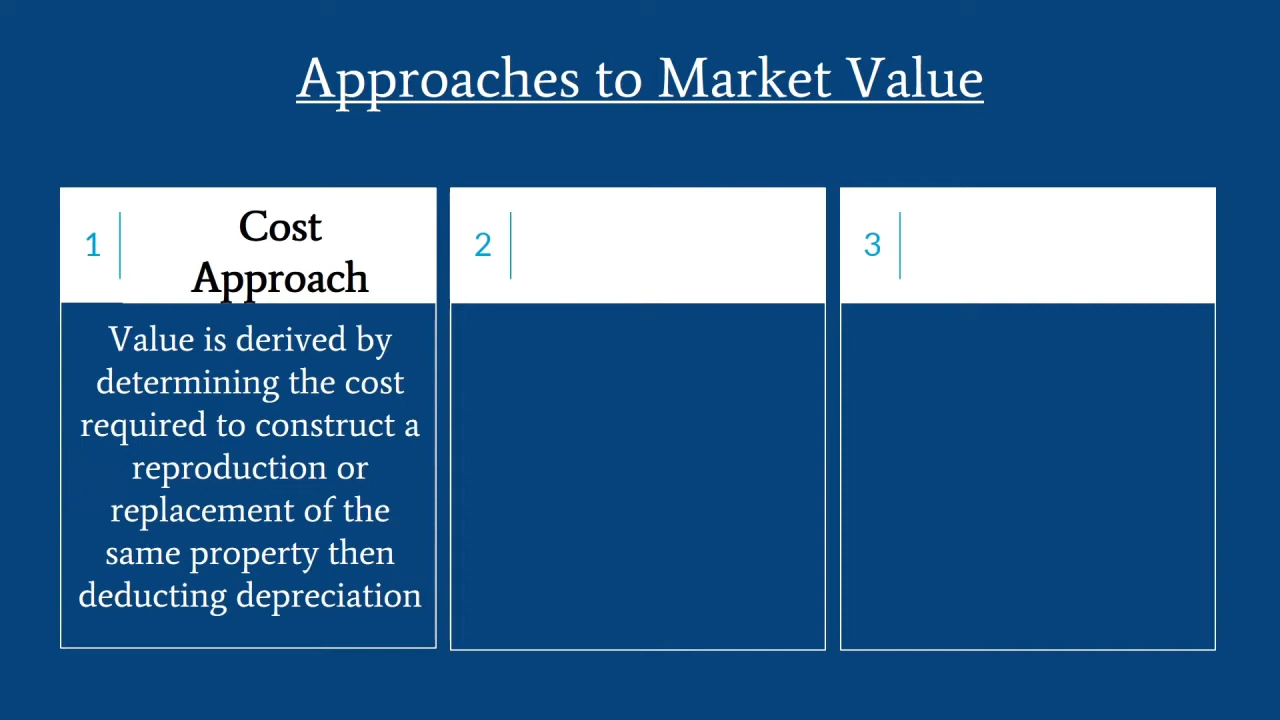 Approaches to Market Value
1
Cost
Approach
Value is derived by
determining the cost
required to construct a
reproduction or
replacement of the
same property then
deducting depreciation
2
3